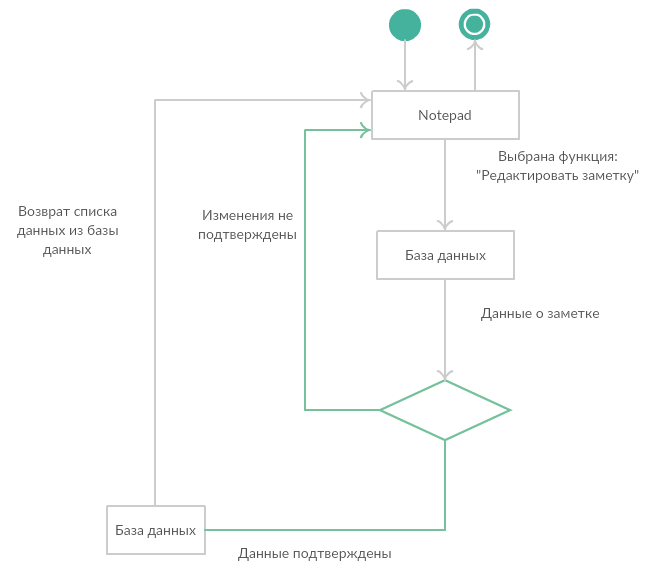 Notepad
Выбрана функция:
"Редактировать заметку"
Возврат списка
данных из базы
данных
Изменения не
подтверждены
База данных
Данные о заметке
База данных
Данные подтверждены